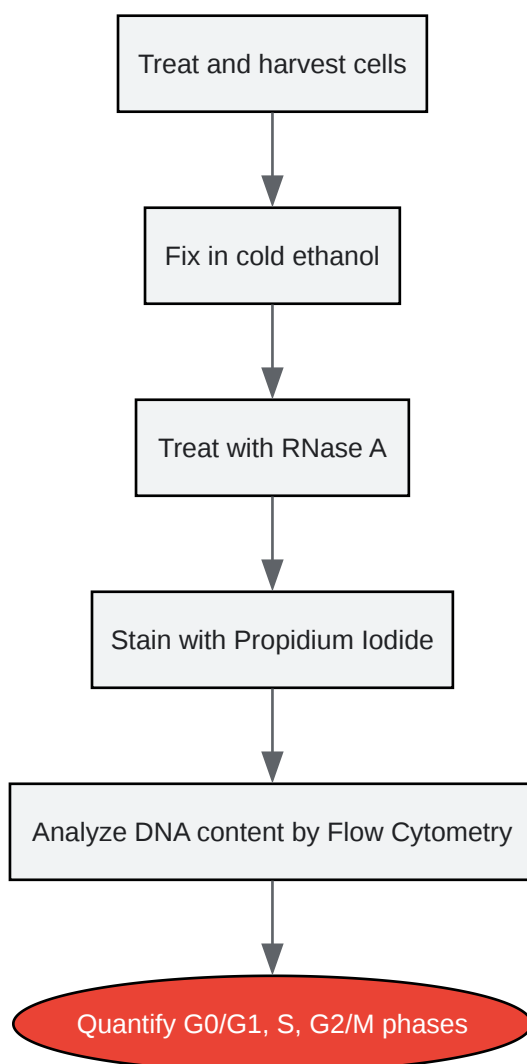 Treat and harvest cells
Fix in cold ethanol
Treat with RNase A
Stain with Propidium Iodide
Analyze DNA content by Flow Cytometry
Quantify G0/G1, S, G2/M phases